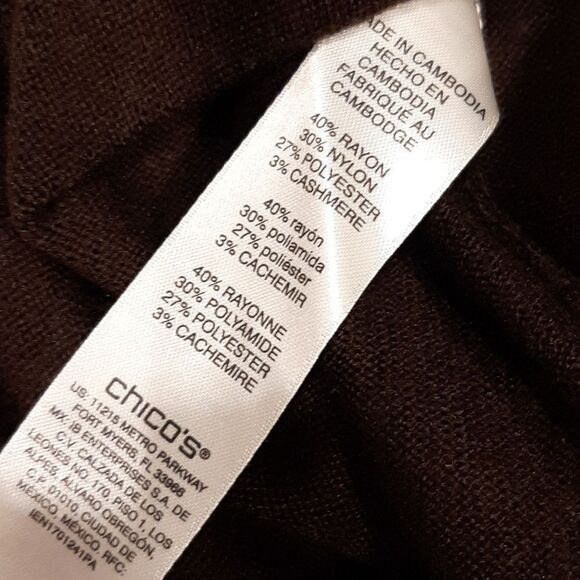 ADE IN CAMBODIA
HECHO EN
CAMBODIA
FABRIQUÉ AU
CAMBODGE
40% RAYON
30% NYLON
27% POLYESTER
3% CASHMERE
40% rayón
30% poliamida
27% poliéster
3% CACHEMIR
40% RAYONNE
30% POLYAMIDE
27% POLYESTER
3% CACHEMIRE
chico's®
US: 11215 METRO PARKWAY
FORT MYERS, FL 33966
MX: IB ENTERPRISES S.A. DE
C.V. CALZADA DE LOS
LEONES NO. 170, PISO 1, LOS
ALPES, ÁLVARO OBREGÓN,
C.P. 01010, CIUDAD DE
MÉXICO, MÉXICO, RFC.
IEN1701241PA